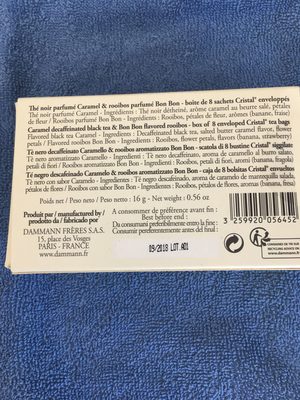 Thé noir parfumé Caramel & rooibos parfumé Bon Bon - boîte de 8 sachets Cristal® enveloppés
Thé noir parfumé Caramel - Ingrédients : Thé noir déthéiné, arôme caramel au beurre salé, pétales
de fleur / Rooibos parfumé Bon Bon - Ingrédients : Rooibos, pétales de fleur, arômes (banane, fraise)
Caramel decaffeinated black tea & Bon Bon flavored rooibos - box of 8 enveloped Cristal® tea bags
Flavored black tea Caramel - Ingredients : Decaffeinated black tea, salted butter caramel flavor, flower
petals / Flavored rooibos Bon Bon - Ingredients : Rooibos, flower petals, flavors (banana, strawberry)
Tè nero deteinato Caramello & rooibos aromatizzato Bon Bon - scatola di 8 bustine Cristal® siggilate
Tè nero aromatizzato Caramello - Ingredienti : Tè nero deteinato, aroma di caramello al burro salato,
petali di fiori / Rooibos aromatizzato Bon Bon - Ingredienti : Rooibos, petali di fiori, aromi (banana, fragola)
Té negro descafeinado Caramelo & rooibos aromatizado Bon Bon - caja de 8 bolsitas Cristal® envueltos
Té negro con sabor Caramelo - Ingredientes : Té negro descafeinado, aroma de caramelo de mantequilla salada,
pétalos de flores / Rooibos con sabor Bon Bon - Ingredientes : Rooibos, pétalos de flores, aromas (banana, fresa)
Poids net / Peso neto / Peso netto : 16 g - Net weight : 0.56 oz
Produit par / manufactured by /
prodotto da / fabricado por
DAMMANN FRÈRES S.A.S.
15, place des Vosges
PARIS - FRANCE
www.dammann.fr
A consommer de préférence avant fin :
Best before end :
Da consumarsi preferibilmente entro fine :
Consumir preferentemente antes del final :
09/2018 LOT.A01
3 259920 056452